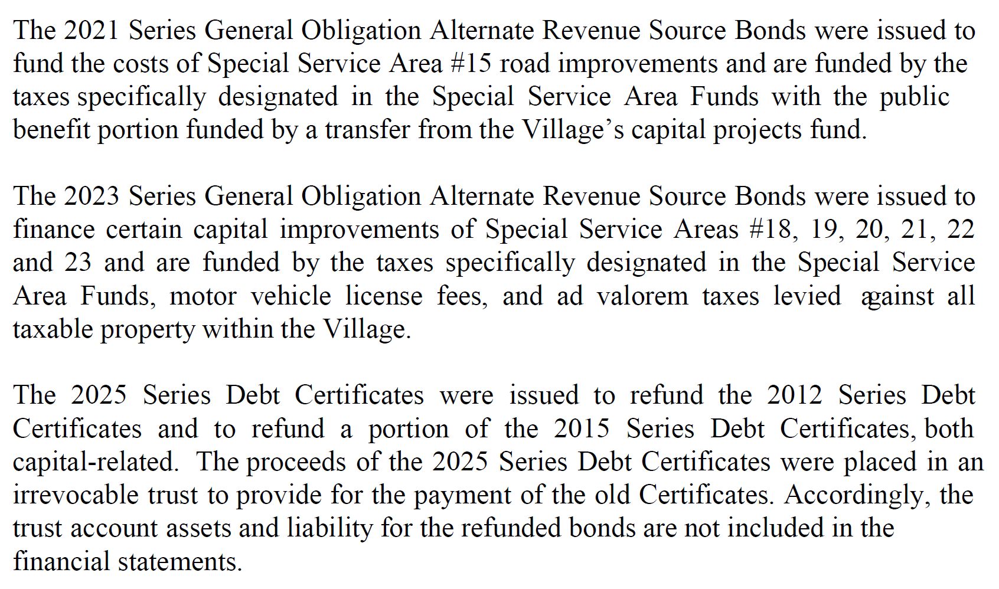 The 2021 Series General Obligation Alternate Revenue Source Bonds were issued to
fund the costs of Special Service Area #15 road improvements and are funded by the
taxes specifically designated in the Special Service Area Funds with the public
benefit portion funded by a transfer from the Village’s capital projects fund.
The 2023 Series General Obligation Alternate Revenue Source Bonds were issued to
finance certain capital improvements of Special Service Areas #18, 19, 20, 21, 22
and 23 and are funded by the taxes specifically designated in the Special Service
Area Funds, motor vehicle license fees, and ad valorem taxes levied against all
taxable property within the Village.
The 2025 Series Debt Certificates were issued to refund the 2012 Series Debt
Certificates and to refund a portion of the 2015 Series Debt Certificates, both
capital-related. The proceeds of the 2025 Series Debt Certificates were placed in an
irrevocable trust to provide for the payment of the old Certificates. Accordingly, the
trust account assets and liability for the refunded bonds are not included in the
financial statements.